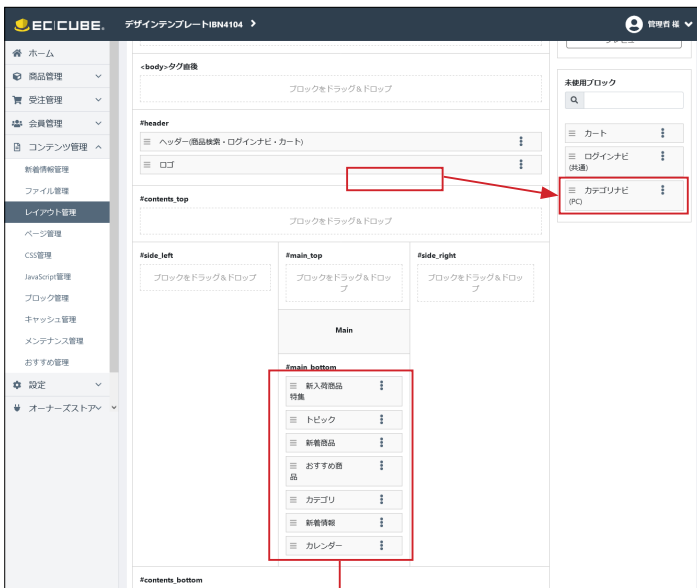 EC CUBE.
デザインテンプレートIBN4104
管理者 様
ホーム
商品管理
受注管理
会員管理
コンテンツ管理
新着情報管理
ファイル管理
レイアウト管理
ページ管理
CSS管理
JavaScript管理
ブロック管理
キャッシュ管理
メンテナンス管理
おすすめ管理
設定
オーナーズストア
<body>タグ直後
ブロックをドラッグ&ドロップ
#header
ヘッダー(商品検索・ログインナビ・カート)
ロゴ
#contents_top
ブロックをドラッグ&ドロップ
#side_left
ブロックをドラッグ&ドロップ
#main_top
ブロックをドラッグ&ドロッ
プ
#side_right
ブロックをドラッグ&ドロッ
プ
Main
#main_bottom
新入荷商品
特集
トピック
新着商品
おすすめ商
品
カテゴリ
新着情報
カレンダー
#contents_bottom
プレビュー
未使用ブロック
カート
ログインナビ
(共通)
カテゴリナビ
(PC)